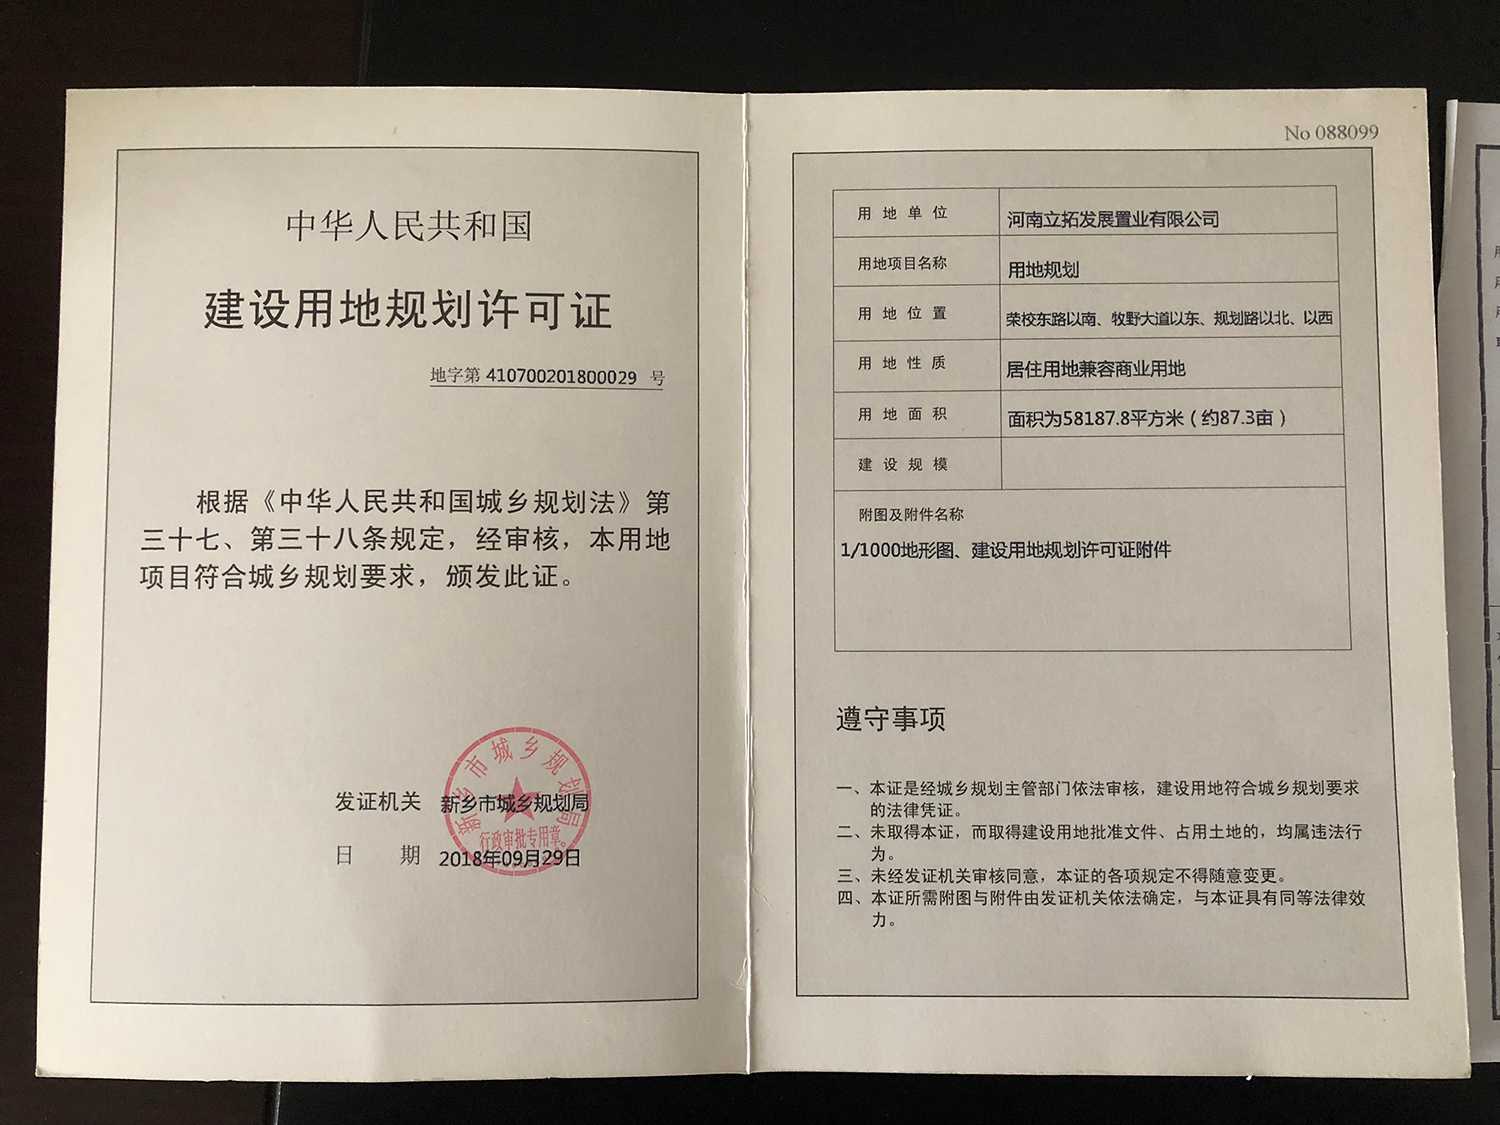 中华人民共和国
建设用地规划许可证
地字第 410700201800029 号
根据《中华人民共和国城乡规划法》第
三十七、第三十八条规定，经审核，本用地
项目符合城乡规划要求，颁发此证。
发证机关 新乡市城乡规划局
日 期 2018年09月29日
新乡市城乡规划局
行政审批专用章
No 088099
用地单位 河南立拓发展置业有限公司
用地项目名称 用地规划
用地位置 荣校东路以南、牧野大道以东、规划路以北、以西
用地性质 居住用地兼容商业用地
用地面积 面积为58187.8平方米（约87.3亩）
建设规模
附图及附件名称
1/1000地形图、建设用地规划许可证附件
遵守事项
一、本证是经城乡规划主管部门依法审核，建设用地符合城乡规划要求
的法律凭证。
二、未取得本证，而取得建设用地批准文件、占用土地的，均属违法行
为。
三、未经发证机关审核同意，本证的各项规定不得随意变更。
四、本证所需附图与附件由发证机关依法确定，与本证具有同等法律效
力。